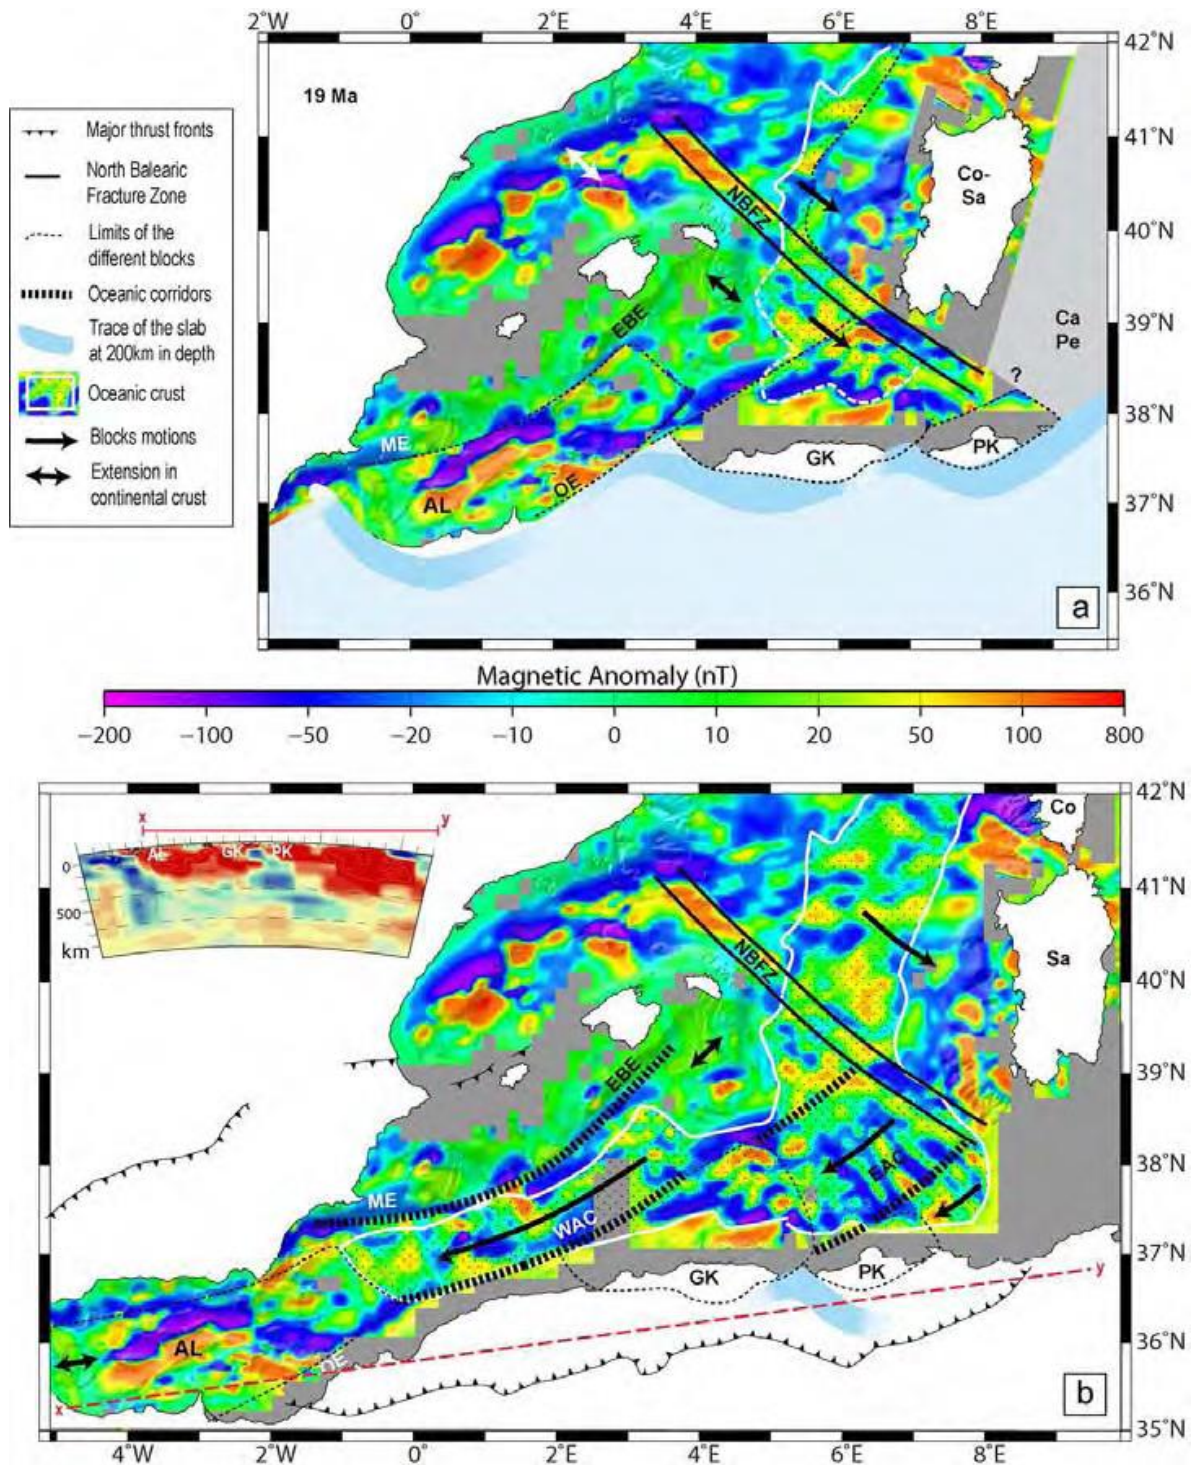 2°W 0° 2°E 4°E 6°E 8°E
42°N
19 Ma
Major thrust fronts
North Balearic
Fracture Zone
Limits of the
different blocks
Oceanic corridors
Trace of the slab
at 200km in depth
Oceanic crust
Blocks motions
Extension in
continental crust
41°N
Co-
Sa
NBFZ
40°N
EBE
39°N
Ca
Pe
?
38°N
ME
GK
PK
OE
AL
37°N
36°N
a
Magnetic Anomaly (nT)
−200 −100 −50 −20 −10 0 10 20 50 100 800
42°N
Co
x y
AL GK PK
0
500
km
41°N
Sa
NBFZ
40°N
EBE
39°N
EAC
38°N
ME
WAC
37°N
GK
PK
y
36°N
AL
OE
x
b
35°N
4°W 2°W 0° 2°E 4°E 6°E 8°E